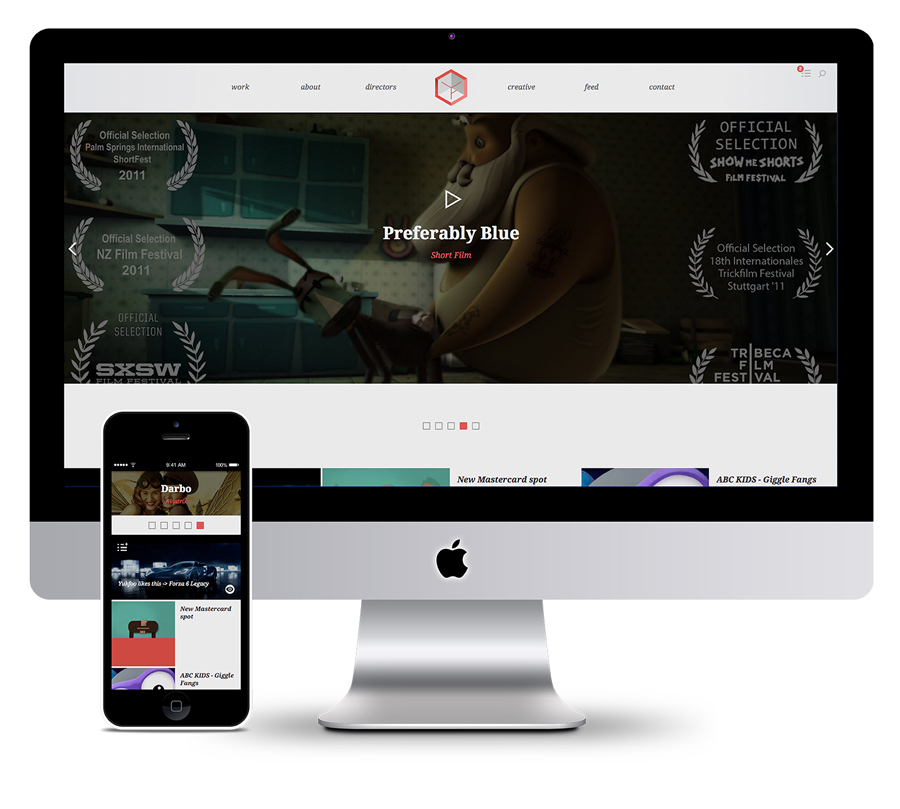 work about directors creative feed contact
2
Official Selection
Palm Springs International
ShortFest
2011
OFFICIAL
SELECTION
SHOW ME SHORTS
FILM FESTIVAL
Preferably Blue
Short Film
Official Selection
NZ Film Festival
2011
Official Selection
18th Internationales
Trickfilm Festival
Stuttgart '11
OFFICIAL
SELECTION
SXSW
FILM FESTIVAL
TRIBECA
FILM
FESTIVAL
New Mastercard spot
ABC KIDS - Giggle Fangs
9:41 AM 100%
Darbo
Yukfoo likes this -> Forza 6 Legacy
New Mastercard
spot
ABC KIDS - Giggle
Fangs